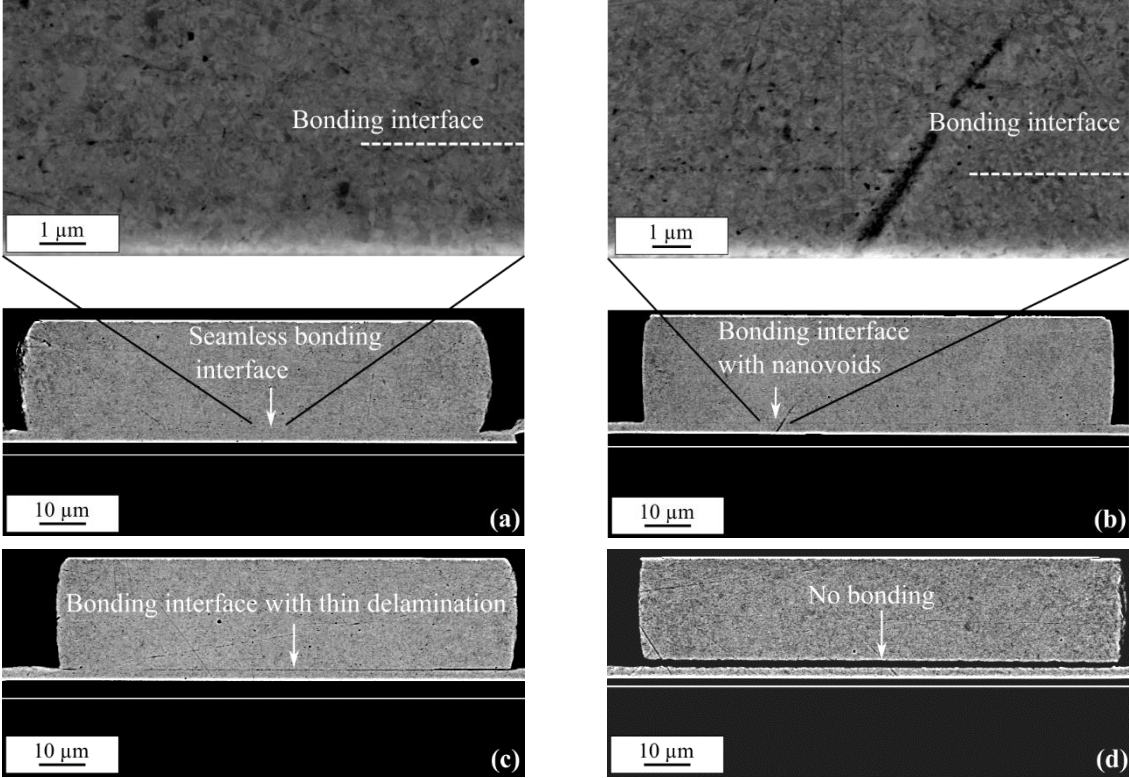 Bonding interface
1 µm
Seamless bonding
interface
10 µm
(a)
Bonding interface
1 µm
Bonding interface
with nanovoids
10 µm
(b)
Bonding interface with thin delamination
10 µm
(c)
No bonding
10 µm
(d)